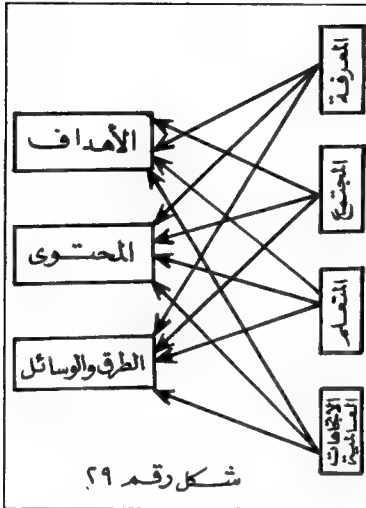 المعرفة
المجتمع
المتعلم
الاتجاهات
العالمية
الأهداف
المحتوى
الطرق والوسائل
شكل رقم ٢٩